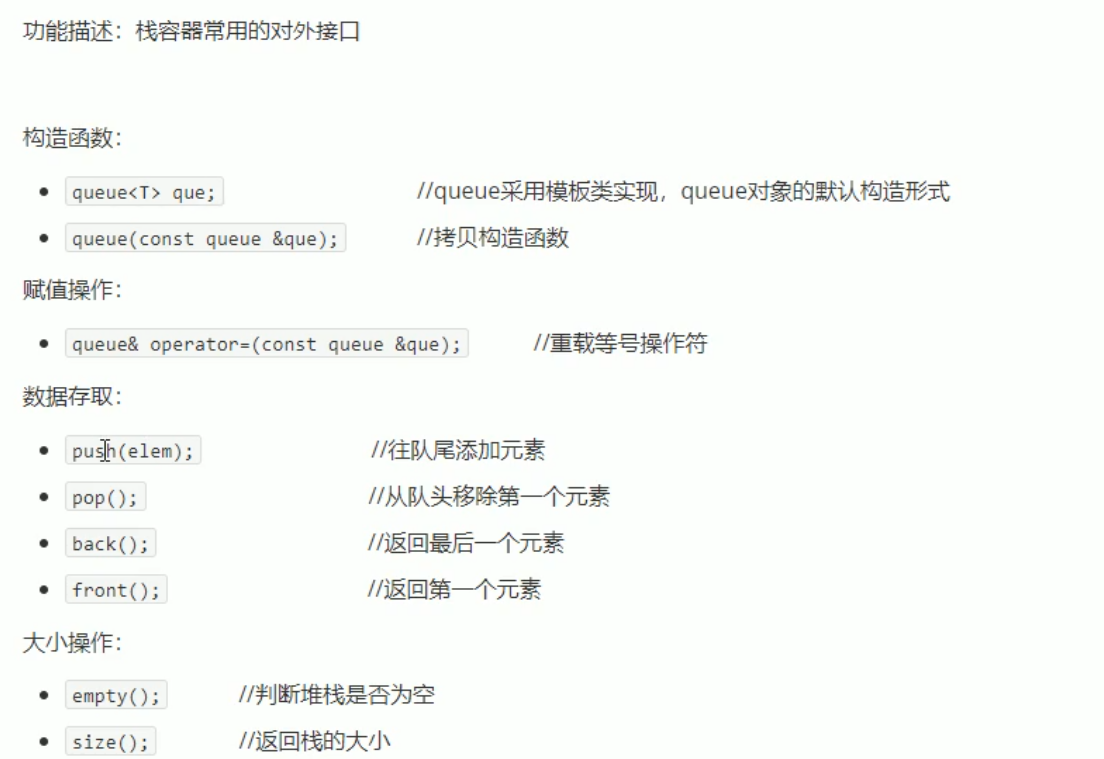 功能描述：栈容器常用的对外接口
构造函数：
queue<T> que; //queue采用模板类实现，queue对象的默认构造形式
queue(const queue &que); //拷贝构造函数
赋值操作：
queue& operator=(const queue &que); //重载等号操作符
数据存取：
push(elem); //往队尾添加元素
pop(); //从队头移除第一个元素
back(); //返回最后一个元素
front(); //返回第一个元素
大小操作：
empty(); //判断堆栈是否为空
size(); //返回栈的大小